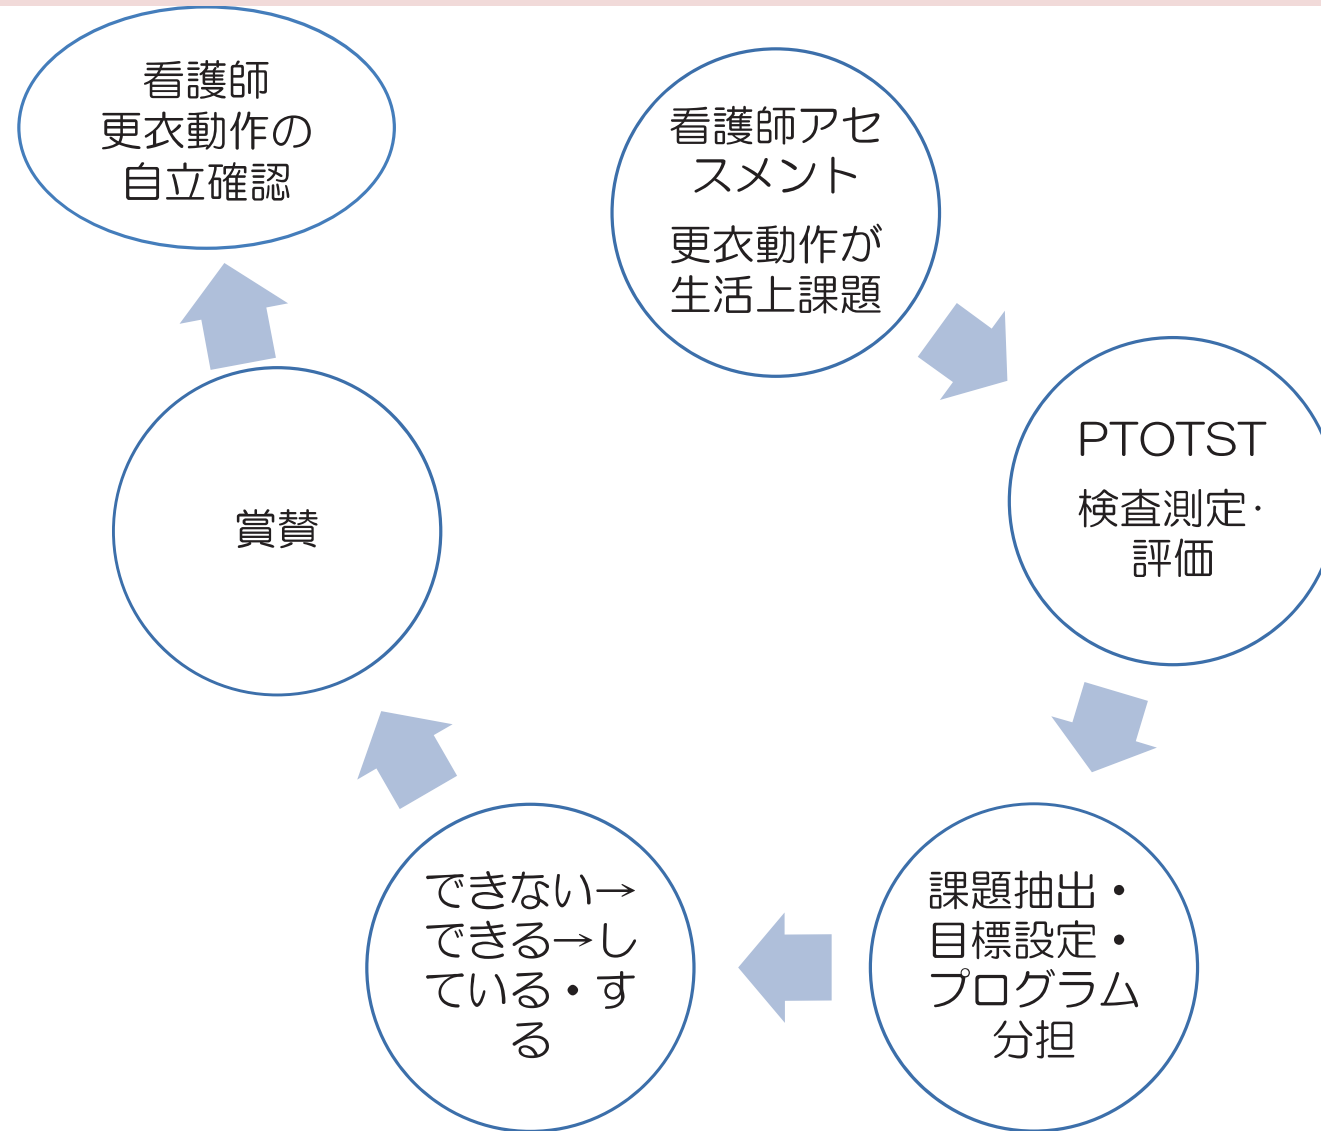 看護師
更衣動作の
自立確認
看護師アセ
スメント
更衣動作が
生活上課題
PTOTST
検査測定・
評価
課題抽出・
目標設定・
プログラム
分担
できない→
できる→し
ている・す
る
賞賛